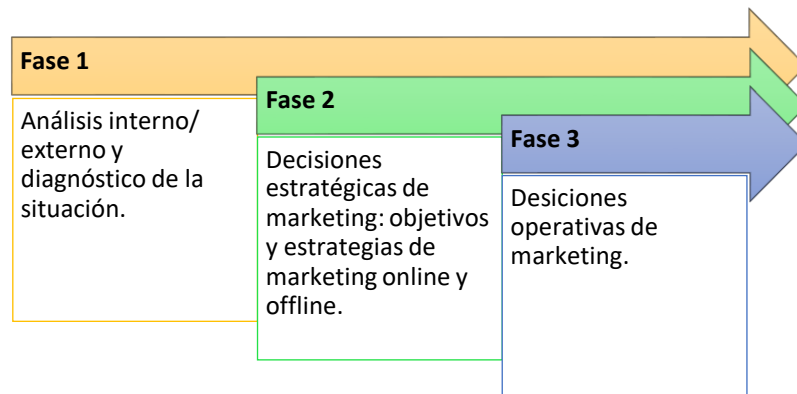 Fase 1
Análisis interno/
externo y
diagnóstico de la
situación.
Fase 2
Decisiones
estratégicas de
marketing: objetivos
y estrategias de
marketing online y
offline.
Fase 3
Desiciones
operativas de
marketing.